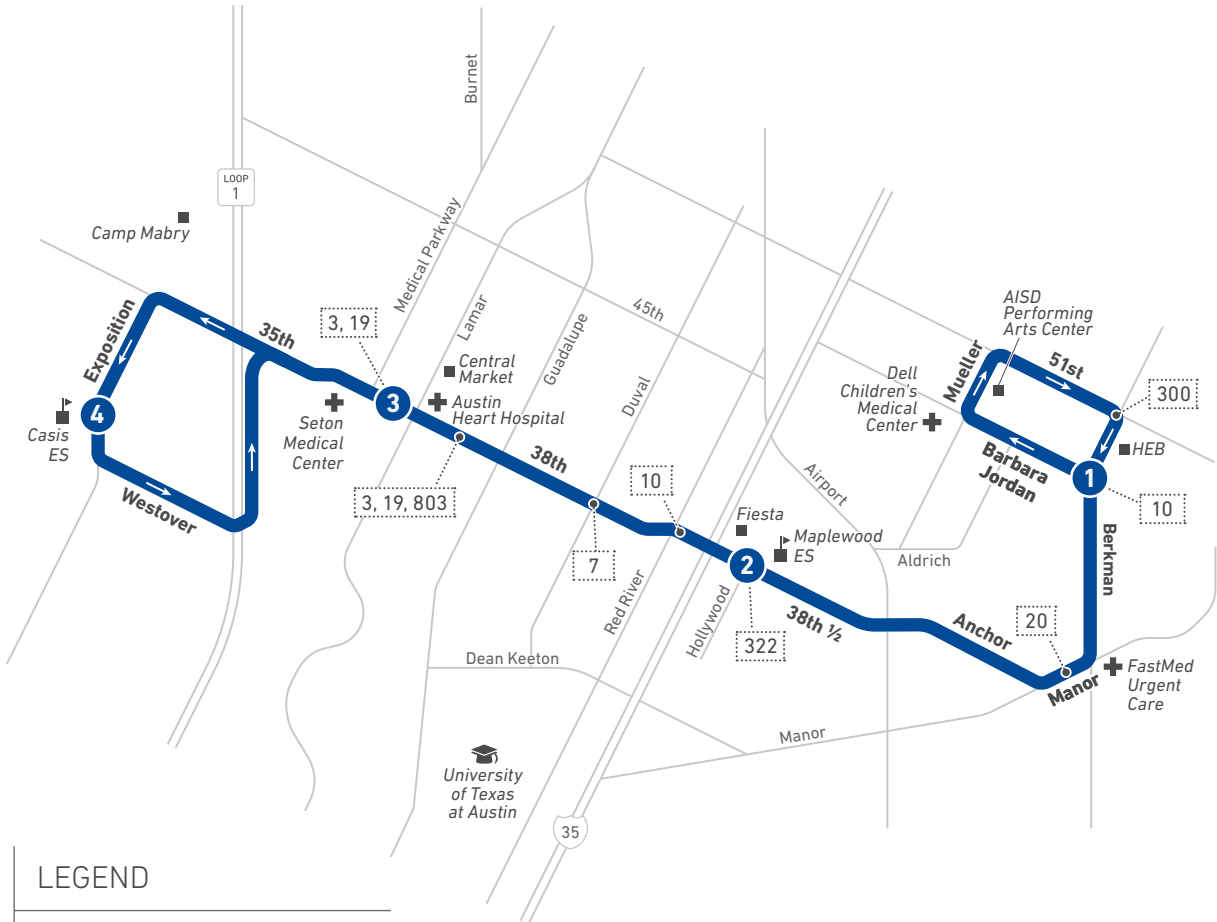 Burnet
LOOP
1
Camp Mabry
Medical Parkway
Lamar
Guadalupe
45th
Duval
AISD
Performing
Arts Center
3, 19
35th
Exposition
Central
Market
Austin
Heart Hospital
Dell
Children's
Medical
Center
Mueller
51st
300
HEB
3
4
Casis
ES
Seton
Medical
Center
38th
3, 19, 803
Westover
10
Airport
Barbara
Jordan
1
10
Fiesta
Maplewood
ES
2
7
Red River
Hollywood
322
38th ½
Aldrich
Berkman
Anchor
20
Manor
FastMed
Urgent
Care
Dean Keeton
Manor
University
of Texas
at Austin
35
LEGEND